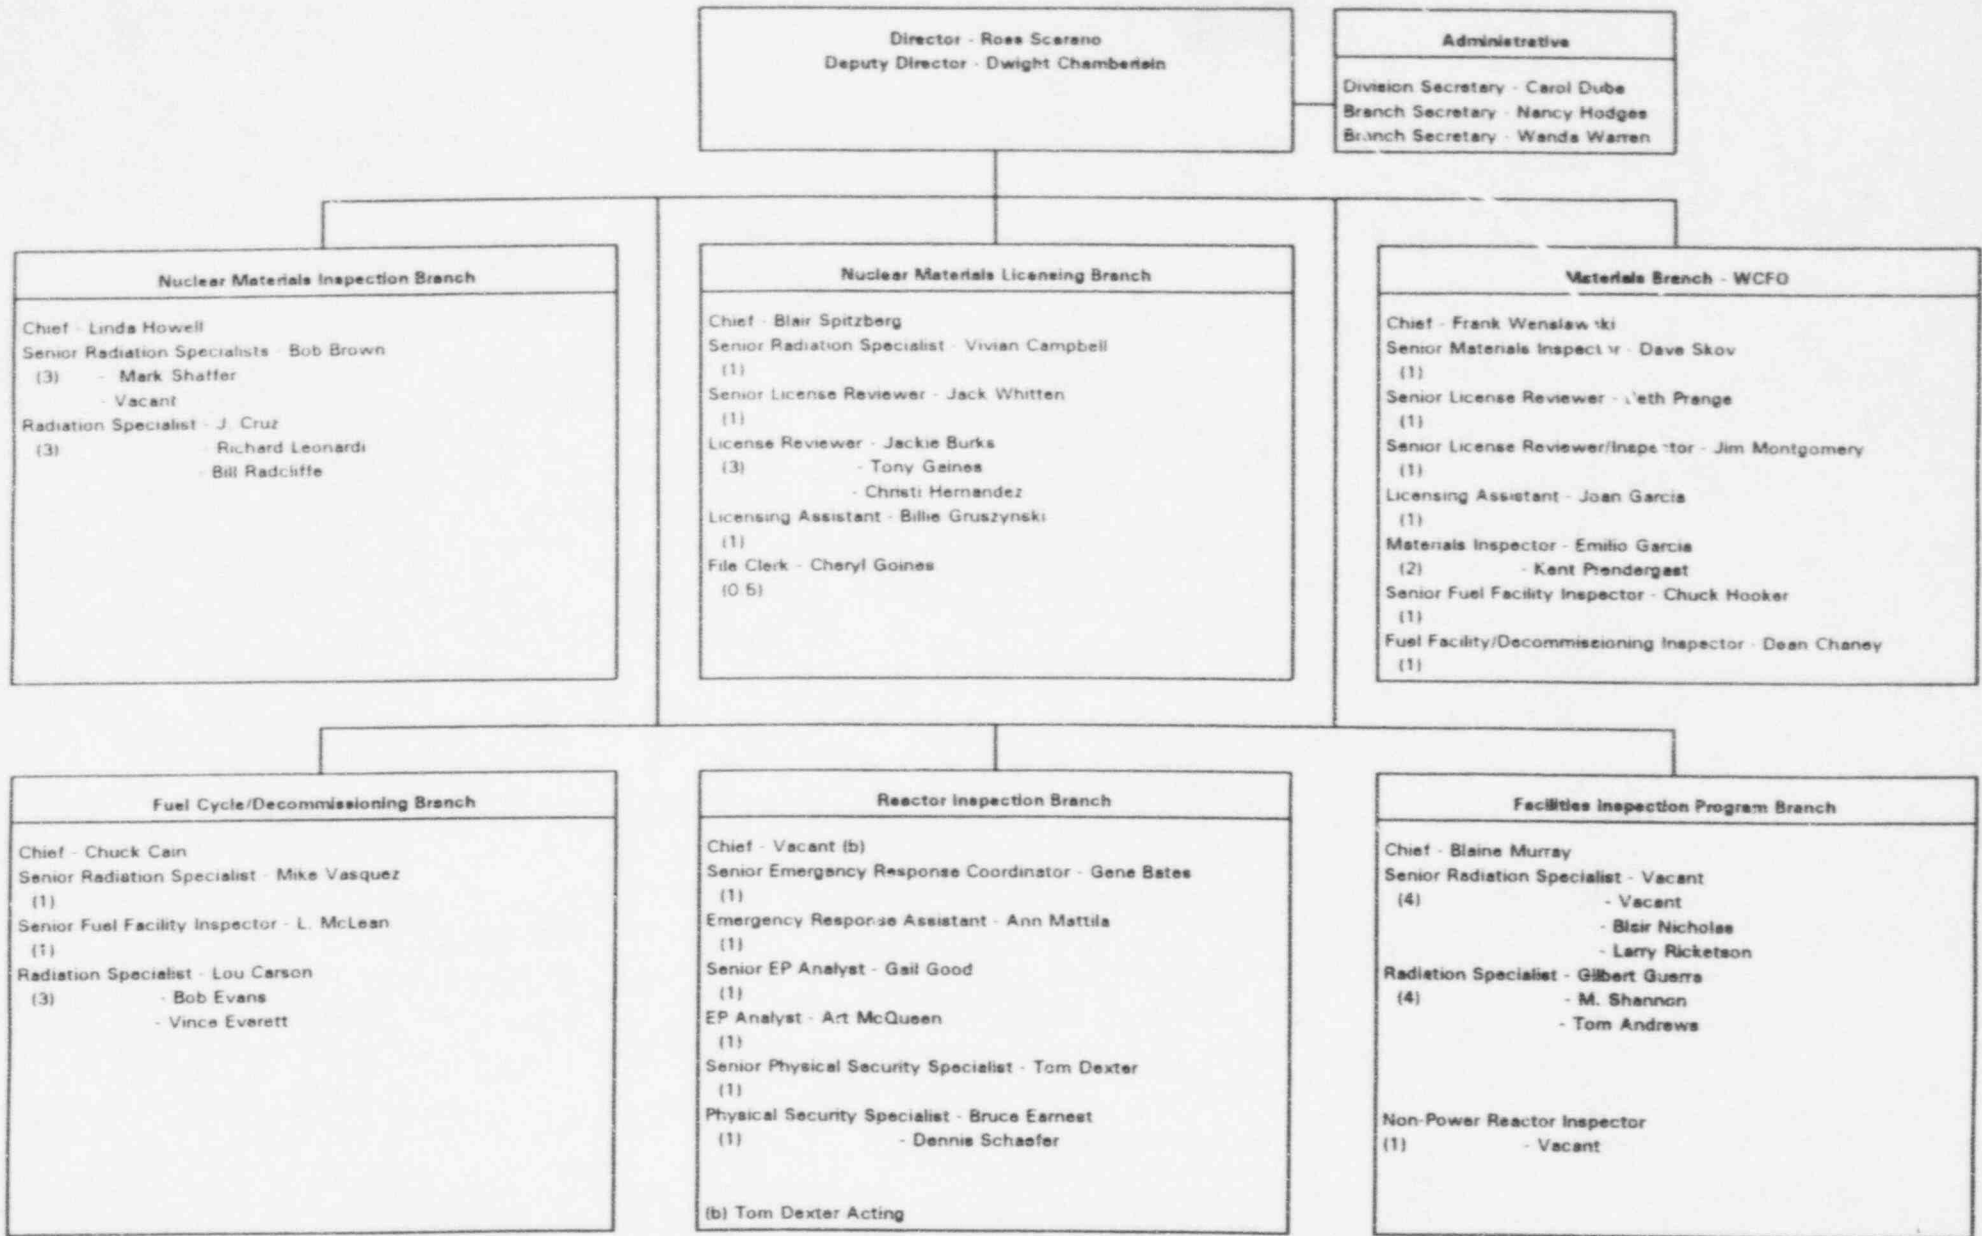 Director - Ross Scarano
Deputy Director - Dwight Chamberlain
Administrative
Division Secretary - Carol Dube
Branch Secretary - Nancy Hodges
Branch Secretary - Wanda Warren
Nuclear Materials Inspection Branch
Chief - Linda Howell
Senior Radiation Specialists - Bob Brown
(3) - Mark Shaffer
- Vacant
Radiation Specialist - J. Cruz
(3) - Richard Leonardi
- Bill Radcliffe
Nuclear Materials Licensing Branch
Chief - Blair Spitzberg
Senior Radiation Specialist - Vivian Campbell
(1)
Senior License Reviewer - Jack Whitten
(1)
License Reviewer - Jackie Burks
(3) - Tony Gaines
- Christi Hernandez
Licensing Assistant - Billie Gruszynski
(1)
File Clerk - Cheryl Goines
(0.5)
Materials Branch - WCFO
Chief - Frank
Senior Materials Inspector - Dave Skov
(1)
Senior License Reviewer - Prange
(1)
Senior License Reviewer/Inspector - Jim Montgomery
(1)
Licensing Assistant - Joan Garcia
(1)
Materials Inspector - Emilio Garcia
(2) - Kent Prendergast
Senior Fuel Facility Inspector - Chuck Hooker
(1)
Fuel Facility/Decommissioning Inspector - Dean Chaney
(1)
Fuel Cycle/Decommissioning Branch
Chief - Chuck Cain
Senior Radiation Specialist - Mike Vasquez
(1)
Senior Fuel Facility Inspector - L. McLean
(1)
Radiation Specialist - Lou Carson
(3) - Bob Evans
- Vince Everett
Reactor Inspection Branch
Chief - Vacant (b)
Senior Emergency Response Coordinator - Gene Bates
(1)
Emergency Response Assistant - Ann Mattila
(1)
Senior EP Analyst - Gail Good
(1)
EP Analyst - Art McQueen
(1)
Senior Physical Security Specialist - Tom Dexter
(1)
Physical Security Specialist - Bruce Earnest
(1) - Dennis Schaefer
(b) Tom Dexter Acting
Facilities Inspection Program Branch
Chief - Blaine Murray
Senior Radiation Specialist - Vacant
(4) - Vacant
- Blair Nicholas
- Larry Ricketson
Radiation Specialist - Gilbert Guerra
(4) - M. Shannon
- Tom Andrews
Non-Power Reactor Inspector
(1) - Vacant